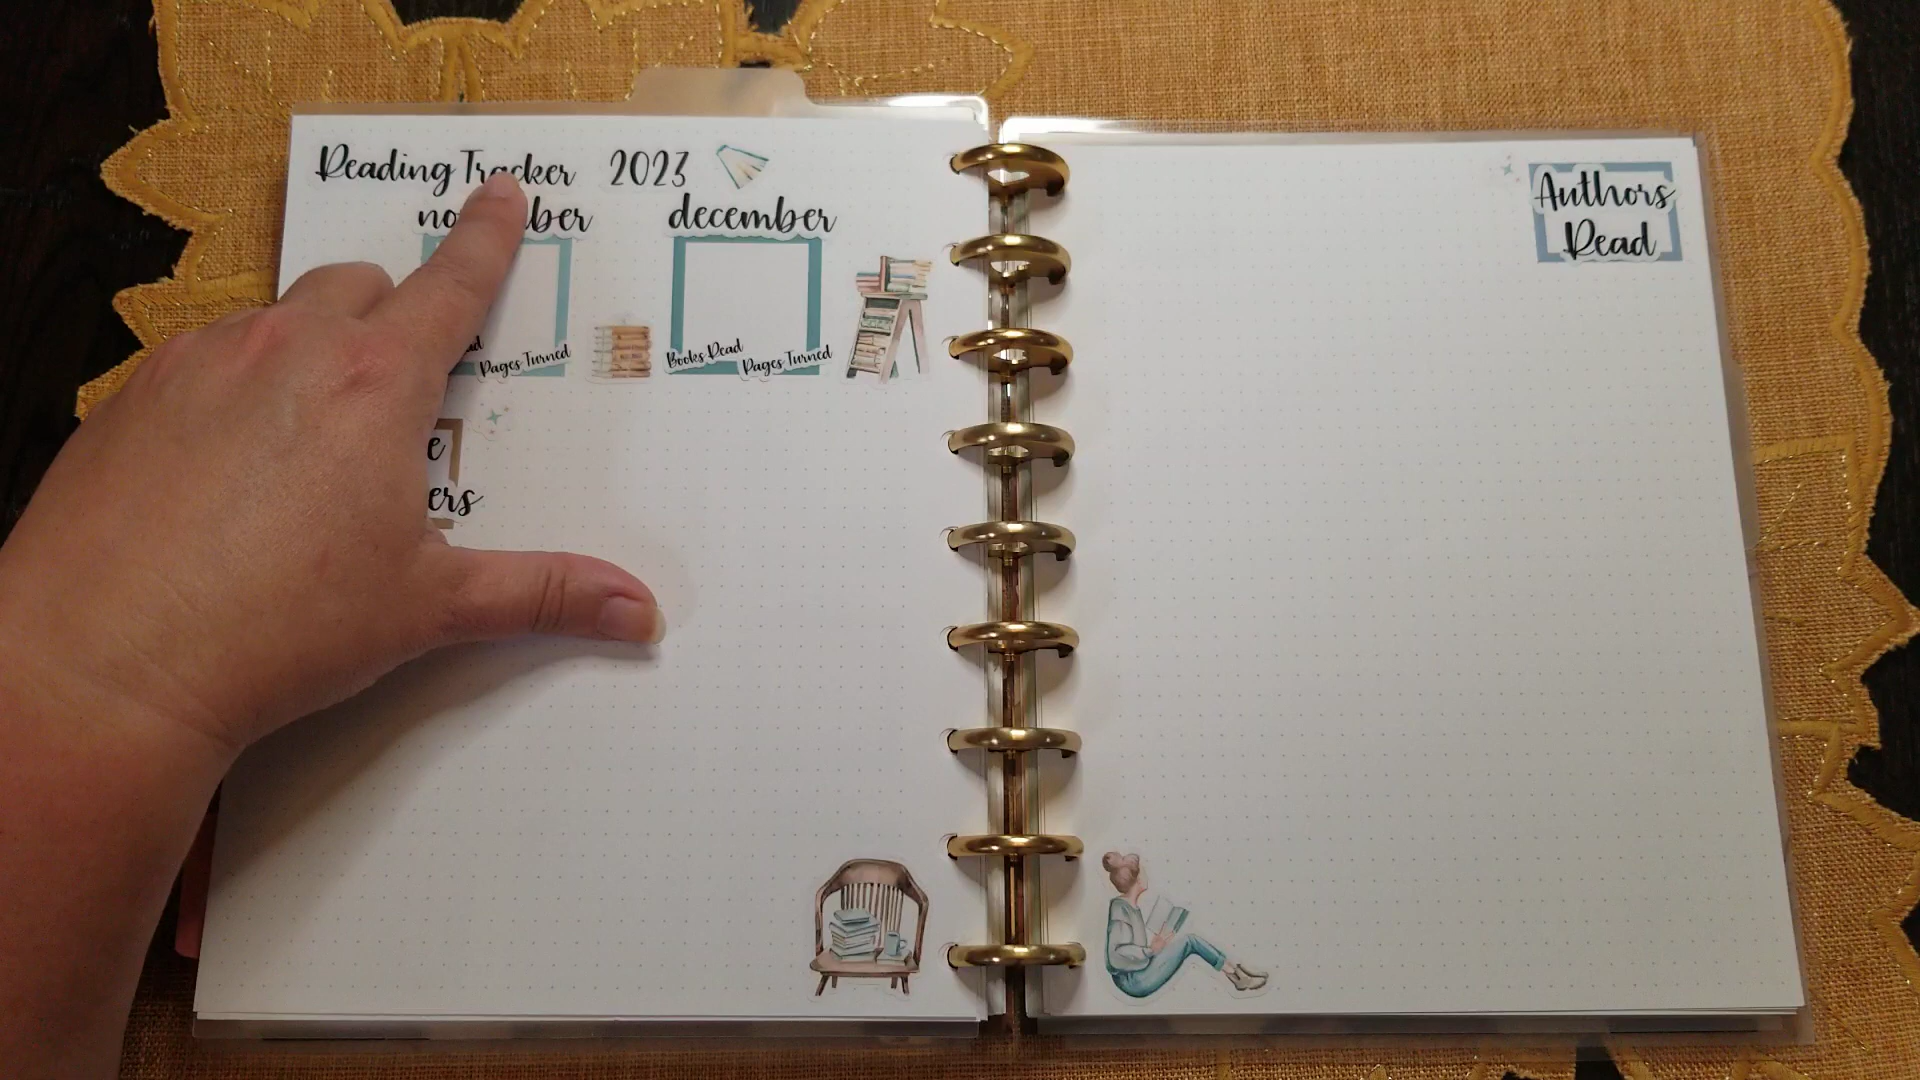 Reading Tracker 2023
december
Pages Turned
Books Read
Pages Turned
Authors
Read